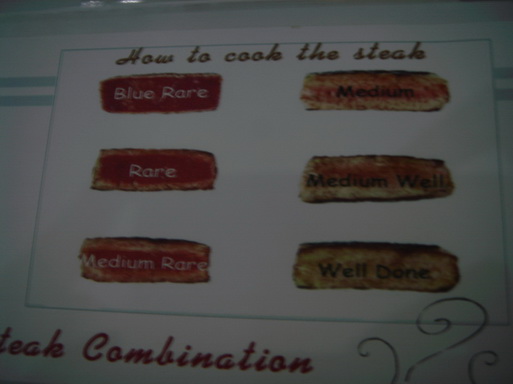 How to cook the steak
Blue Rare
Medium
Rare
Medium Well
Medium Rare
Well Done
teak Combination